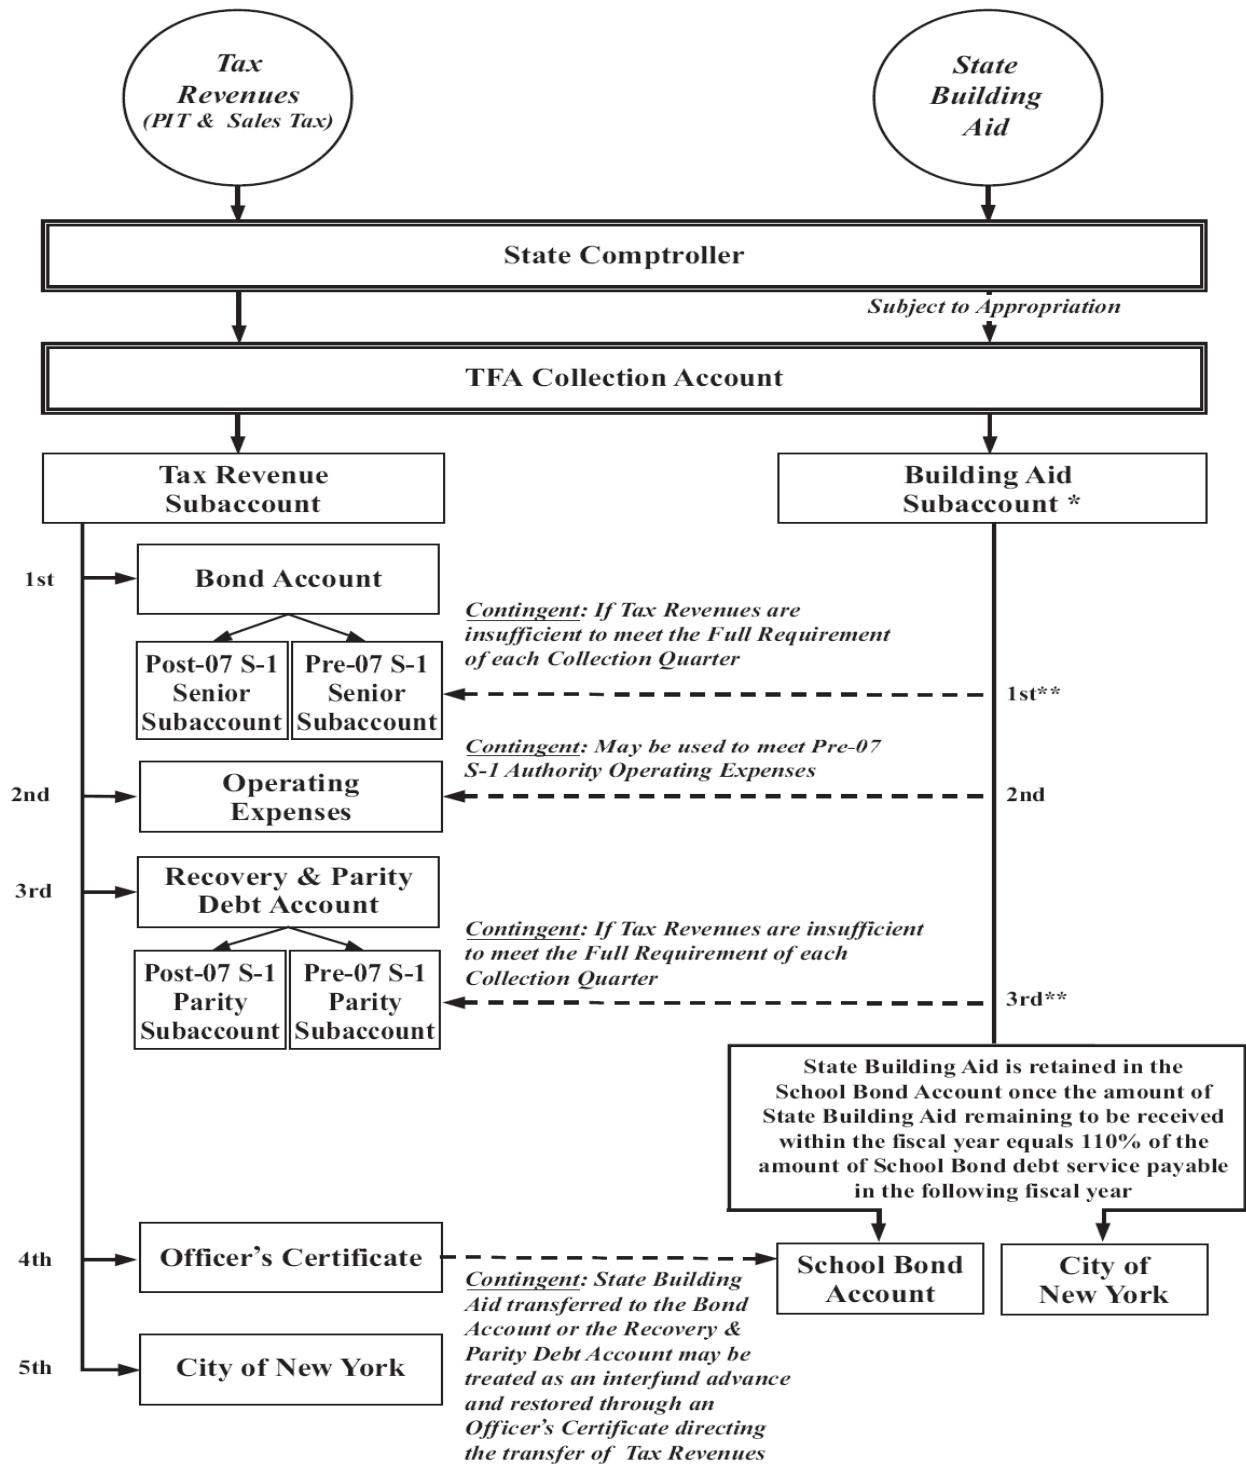 Tax
Revenues
(PIT & Sales Tax)
State
Building
Aid
State Comptroller
Subject to Appropriation
TFA Collection Account
Tax Revenue
Subaccount
Building Aid
Subaccount *
1st
Bond Account
Post-07 S-1
Senior
Subaccount
Pre-07 S-1
Senior
Subaccount
Contingent: If Tax Revenues are
insufficient to meet the Full Requirement
of each Collection Quarter
1st**
Contingent: May be used to meet Pre-07
S-1 Authority Operating Expenses
2nd
Operating
Expenses
2nd
3rd
Recovery & Parity
Debt Account
Post-07 S-1
Parity
Subaccount
Pre-07 S-1
Parity
Subaccount
Contingent: If Tax Revenues are insufficient
to meet the Full Requirement of each
Collection Quarter
3rd**
State Building Aid is retained in the
School Bond Account once the amount of
State Building Aid remaining to be received
within the fiscal year equals 110% of the
amount of School Bond debt service payable
in the following fiscal year
4th
Officer's Certificate
School Bond
Account
City of
New York
Contingent: State Building
Aid transferred to the Bond
Account or the Recovery &
Parity Debt Account may be
treated as an interfund advance
and restored through an
Officer's Certificate directing
the transfer of Tax Revenues
5th
City of New York